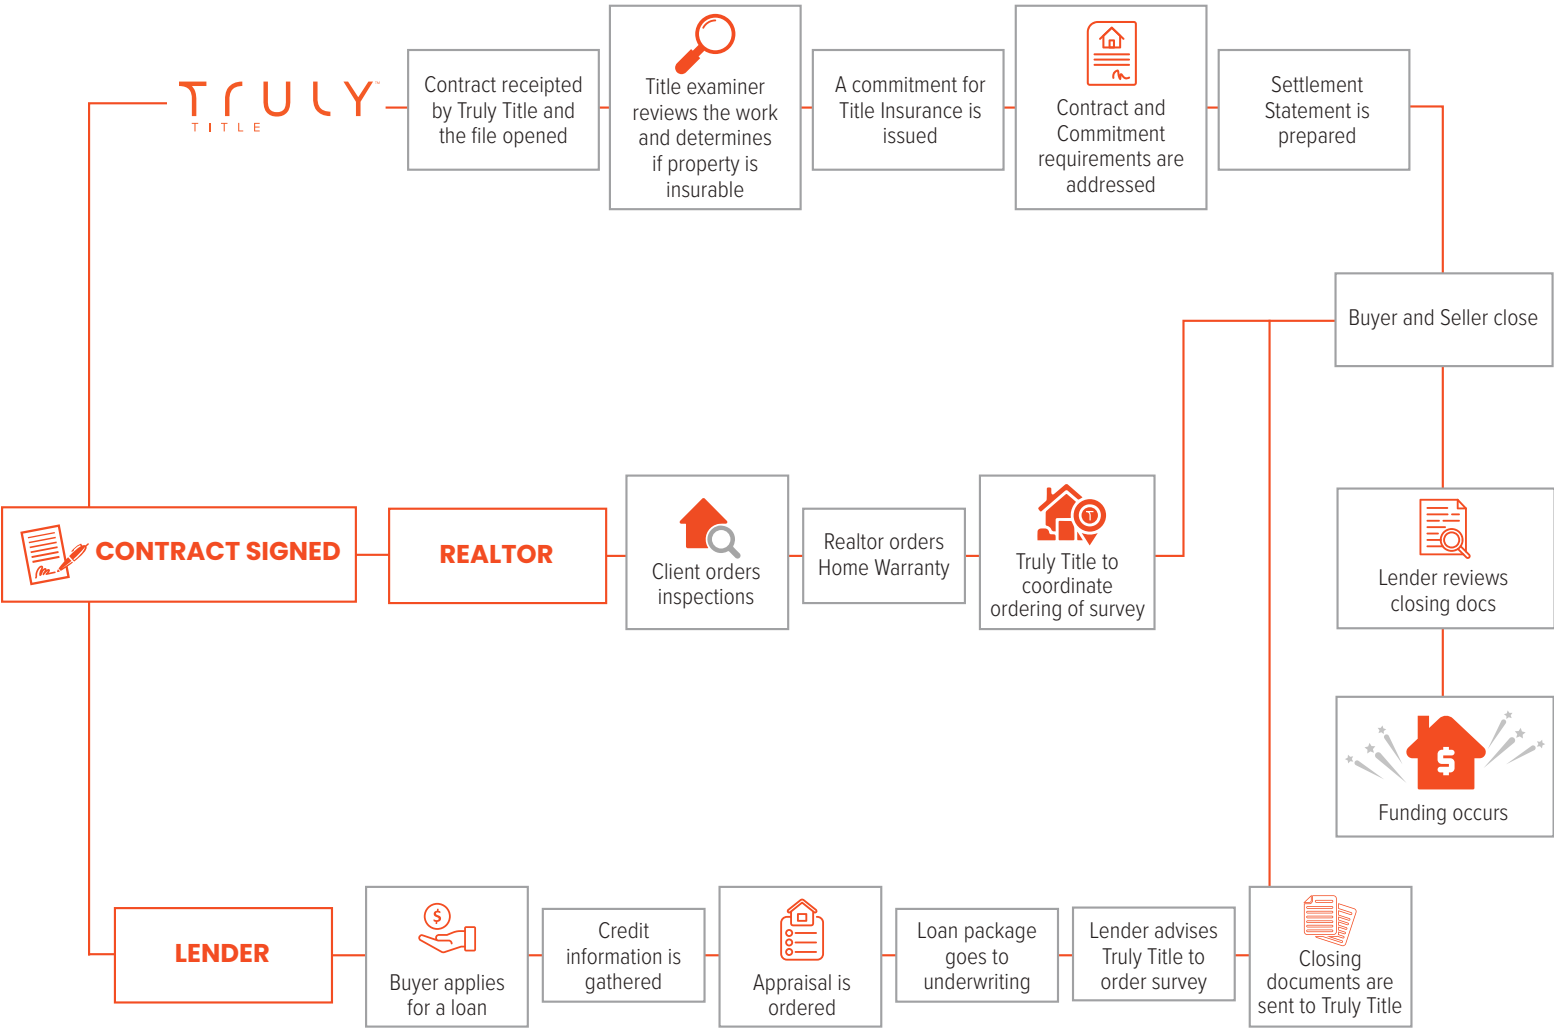 TRULY™
TITLE
Contract receipted
by Truly Title and
the file opened
Title examiner
reviews the work
and determines
if property is
insurable
A commitment for
Title Insurance is
issued
Contract and
Commitment
requirements are
addressed
Settlement
Statement is
prepared
Buyer and Seller close
Lender reviews
closing docs
$
Funding occurs
CONTRACT SIGNED
REALTOR
Client orders
inspections
Realtor orders
Home Warranty
T
Truly Title to
coordinate
ordering of survey
LENDER
$
Buyer applies
for a loan
Credit
information is
gathered
Appraisal is
ordered
Loan package
goes to
underwriting
Lender advises
Truly Title to
order survey
Closing
documents are
sent to Truly Title